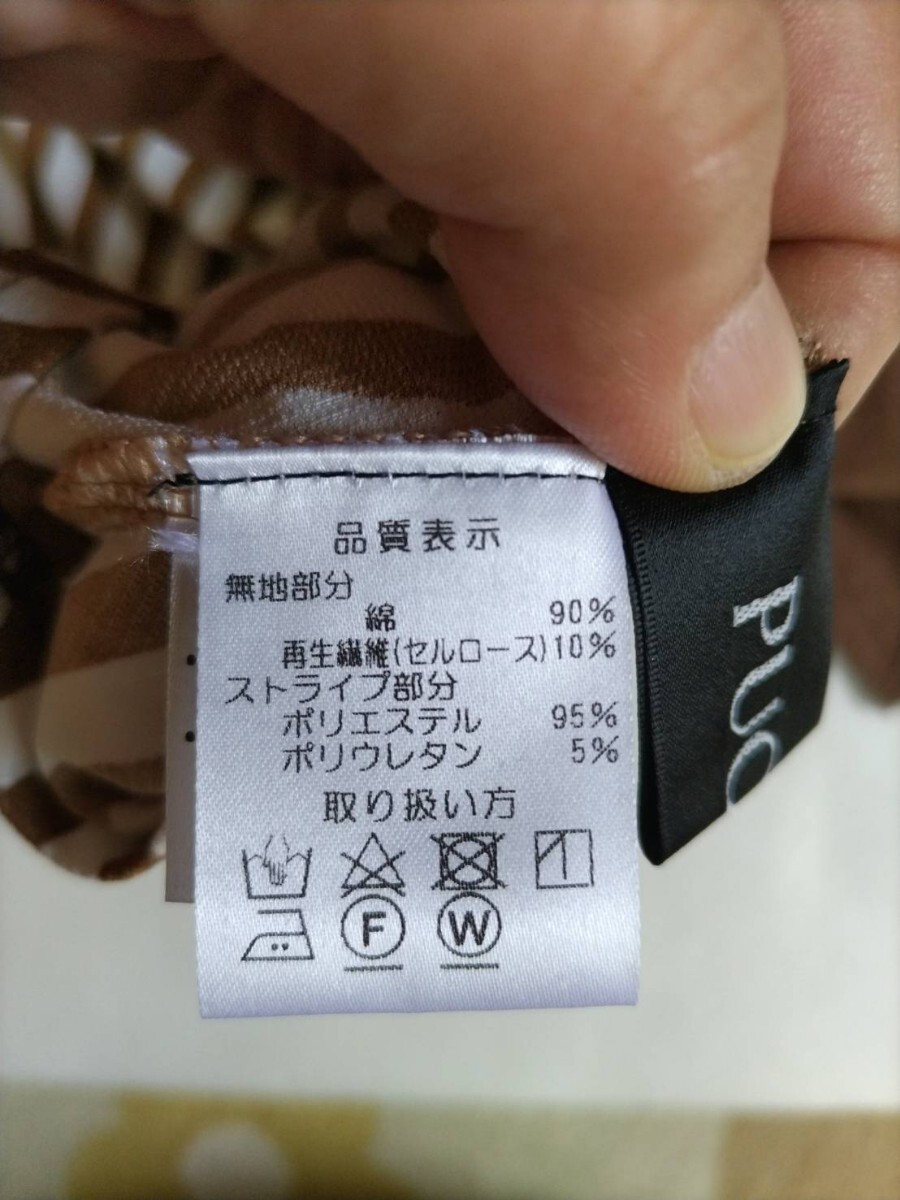 品質表示
無地部分
綿 90%
再生繊維(セルロース)10%
ストライプ部分
ポリエステル 95%
ポリウレタン 5%
取り扱い方
F W
PUC